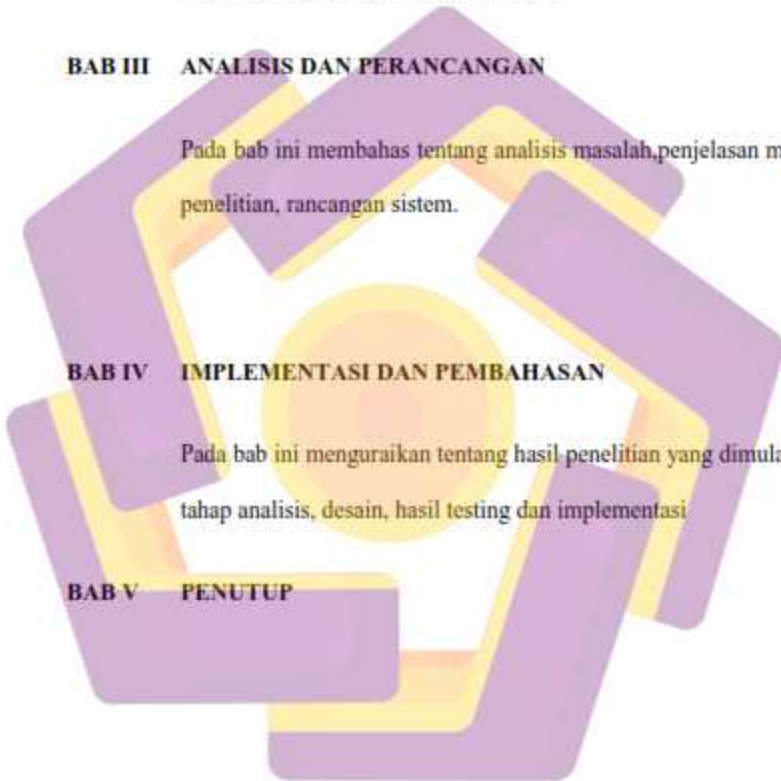 BAB III ANALISIS DAN PERANCANGAN
Pada bab ini membahas tentang analisis masalah,penjelasan
penelitian, rancangan sistem.
BAB IV IMPLEMENTASI DAN PEMBAHASAN
Pada bab ini menguraikan tentang hasil penelitian yang
tahap analisis, desain, hasil testing dan implementasi
BAB V PENUTUP